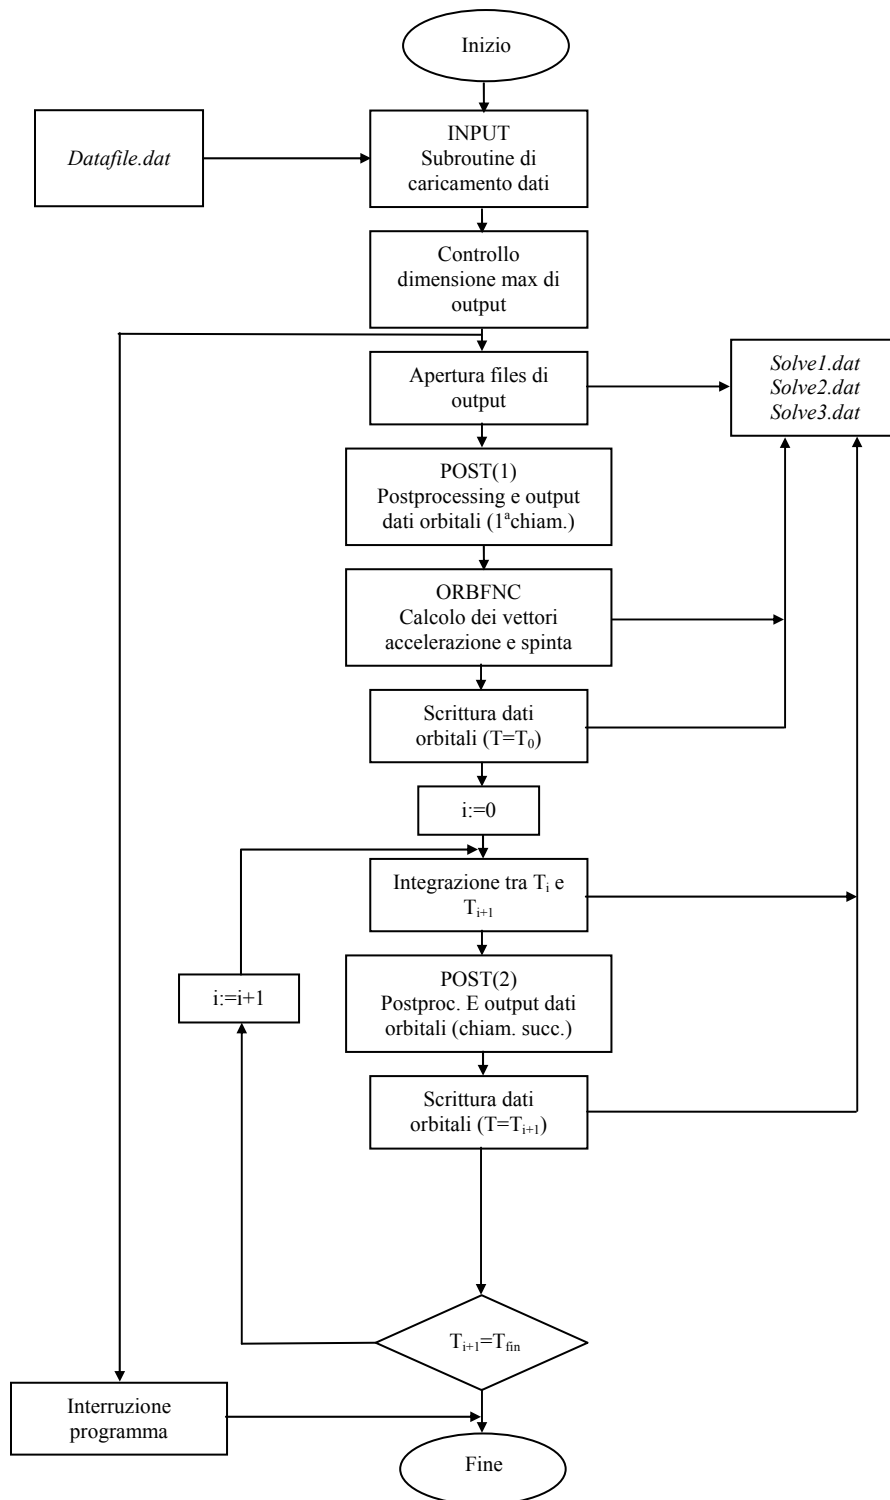 Inizio
Datafile.dat
INPUT
Subroutine di
caricamento dati
Controllo
dimensione max di
output
Apertura files di
output
Solve1.dat
Solve2.dat
Solve3.dat
POST(1)
Postprocessing e output
dati orbitali (1ªchiam.)
ORBFNC
Calcolo dei vettori
accelerazione e spinta
Scrittura dati
orbitali (T=T₀)
i:=0
Integrazione tra Tᵢ e
Tᵢ₊₁
i:=i+1
POST(2)
Postproc. E output dati
orbitali (chiam. succ.)
Scrittura dati
orbitali (T=Tᵢ₊₁)
Tᵢ₊₁=T_fin
Interruzione
programma
Fine